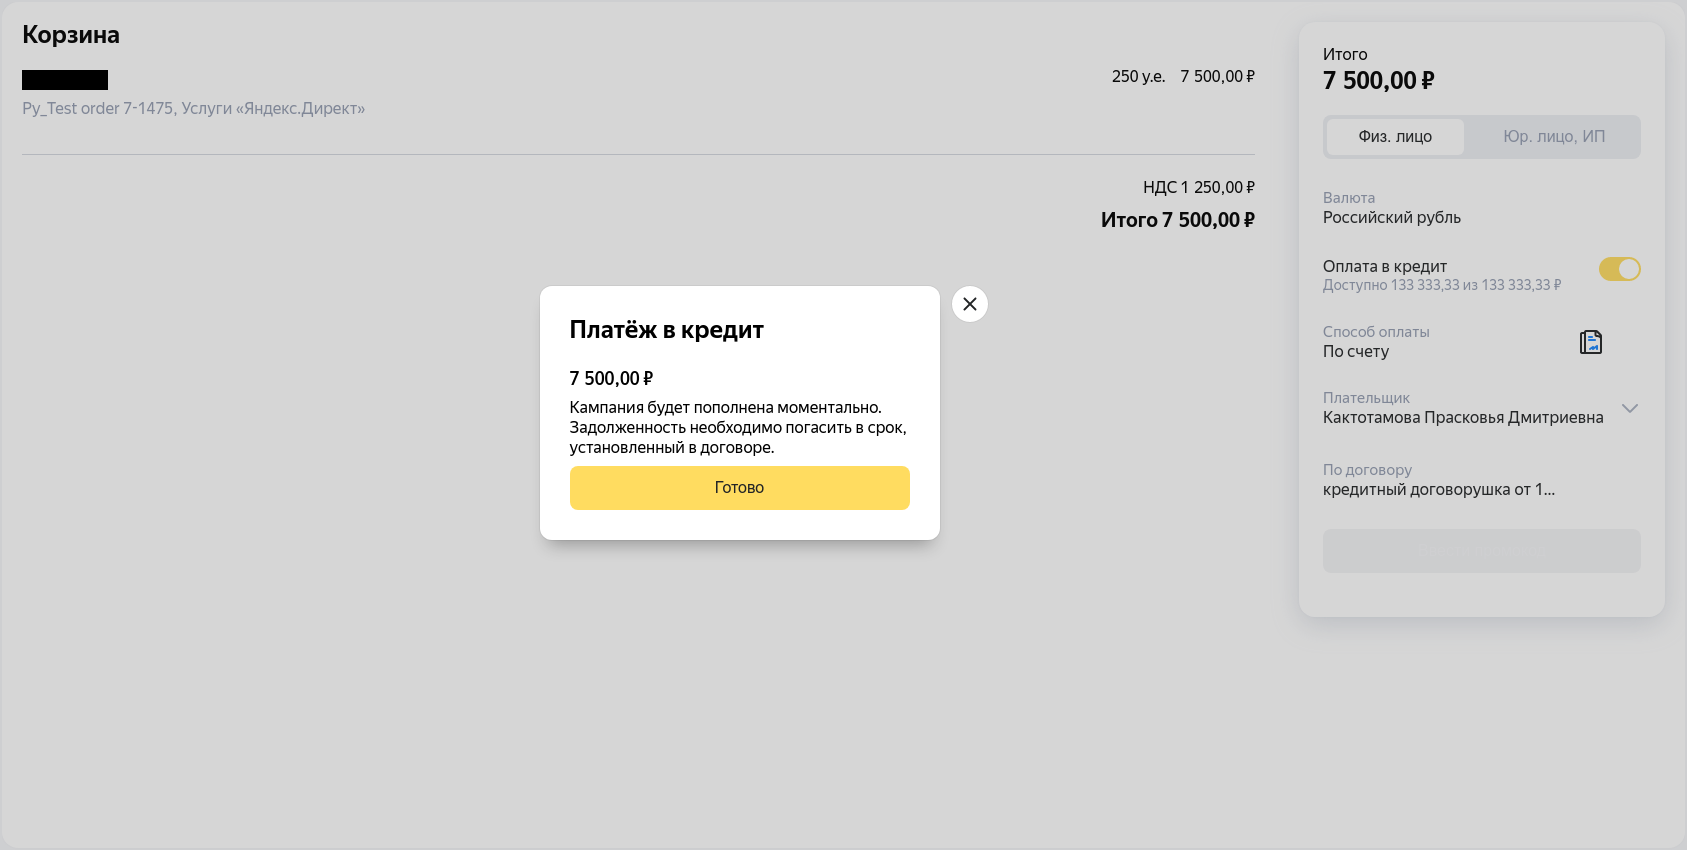 Корзина
250 у.е. 7 500,00 ₽
Py_Test order 7-1475, Услуги «Яндекс.Директ»
НДС 1 250,00 ₽
Итого 7 500,00 ₽
Итого
7 500,00 ₽
Физ. лицо Юр. лицо, ИП
Валюта
Российский рубль
Оплата в кредит
Доступно 133 333,33 из 133 333,33 ₽
Способ оплаты
По счету
Плательщик
Кактотамова Прасковья Дмитриевна
По договору
кредитный договорушка от 1...
Платёж в кредит
7 500,00 ₽
Кампания будет пополнена моментально.
Задолженность необходимо погасить в срок,
установленный в договоре.
Готово